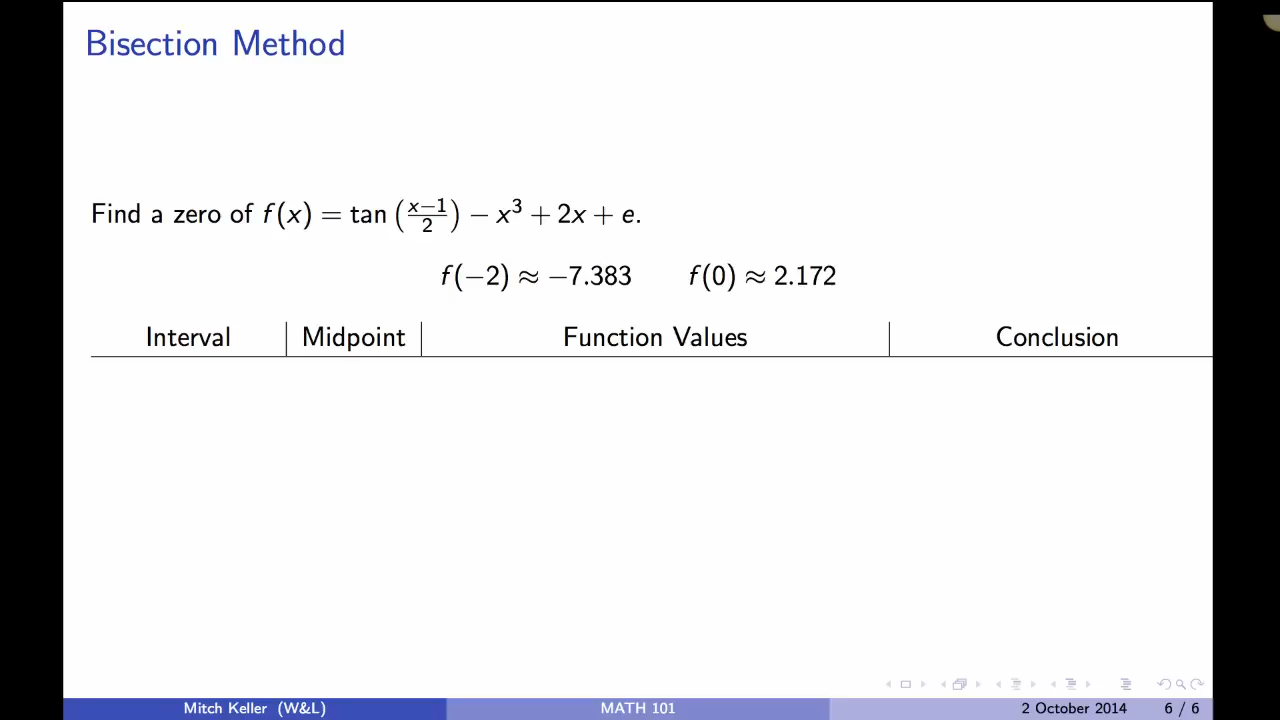 Bisection Method
Find a zero of f(x) = tan((x−1)/2) − x³ + 2x + e.
f(−2) ≈ −7.383 f(0) ≈ 2.172
Interval Midpoint Function Values Conclusion
Mitch Keller (W&L) MATH 101 2 October 2014 6 / 6